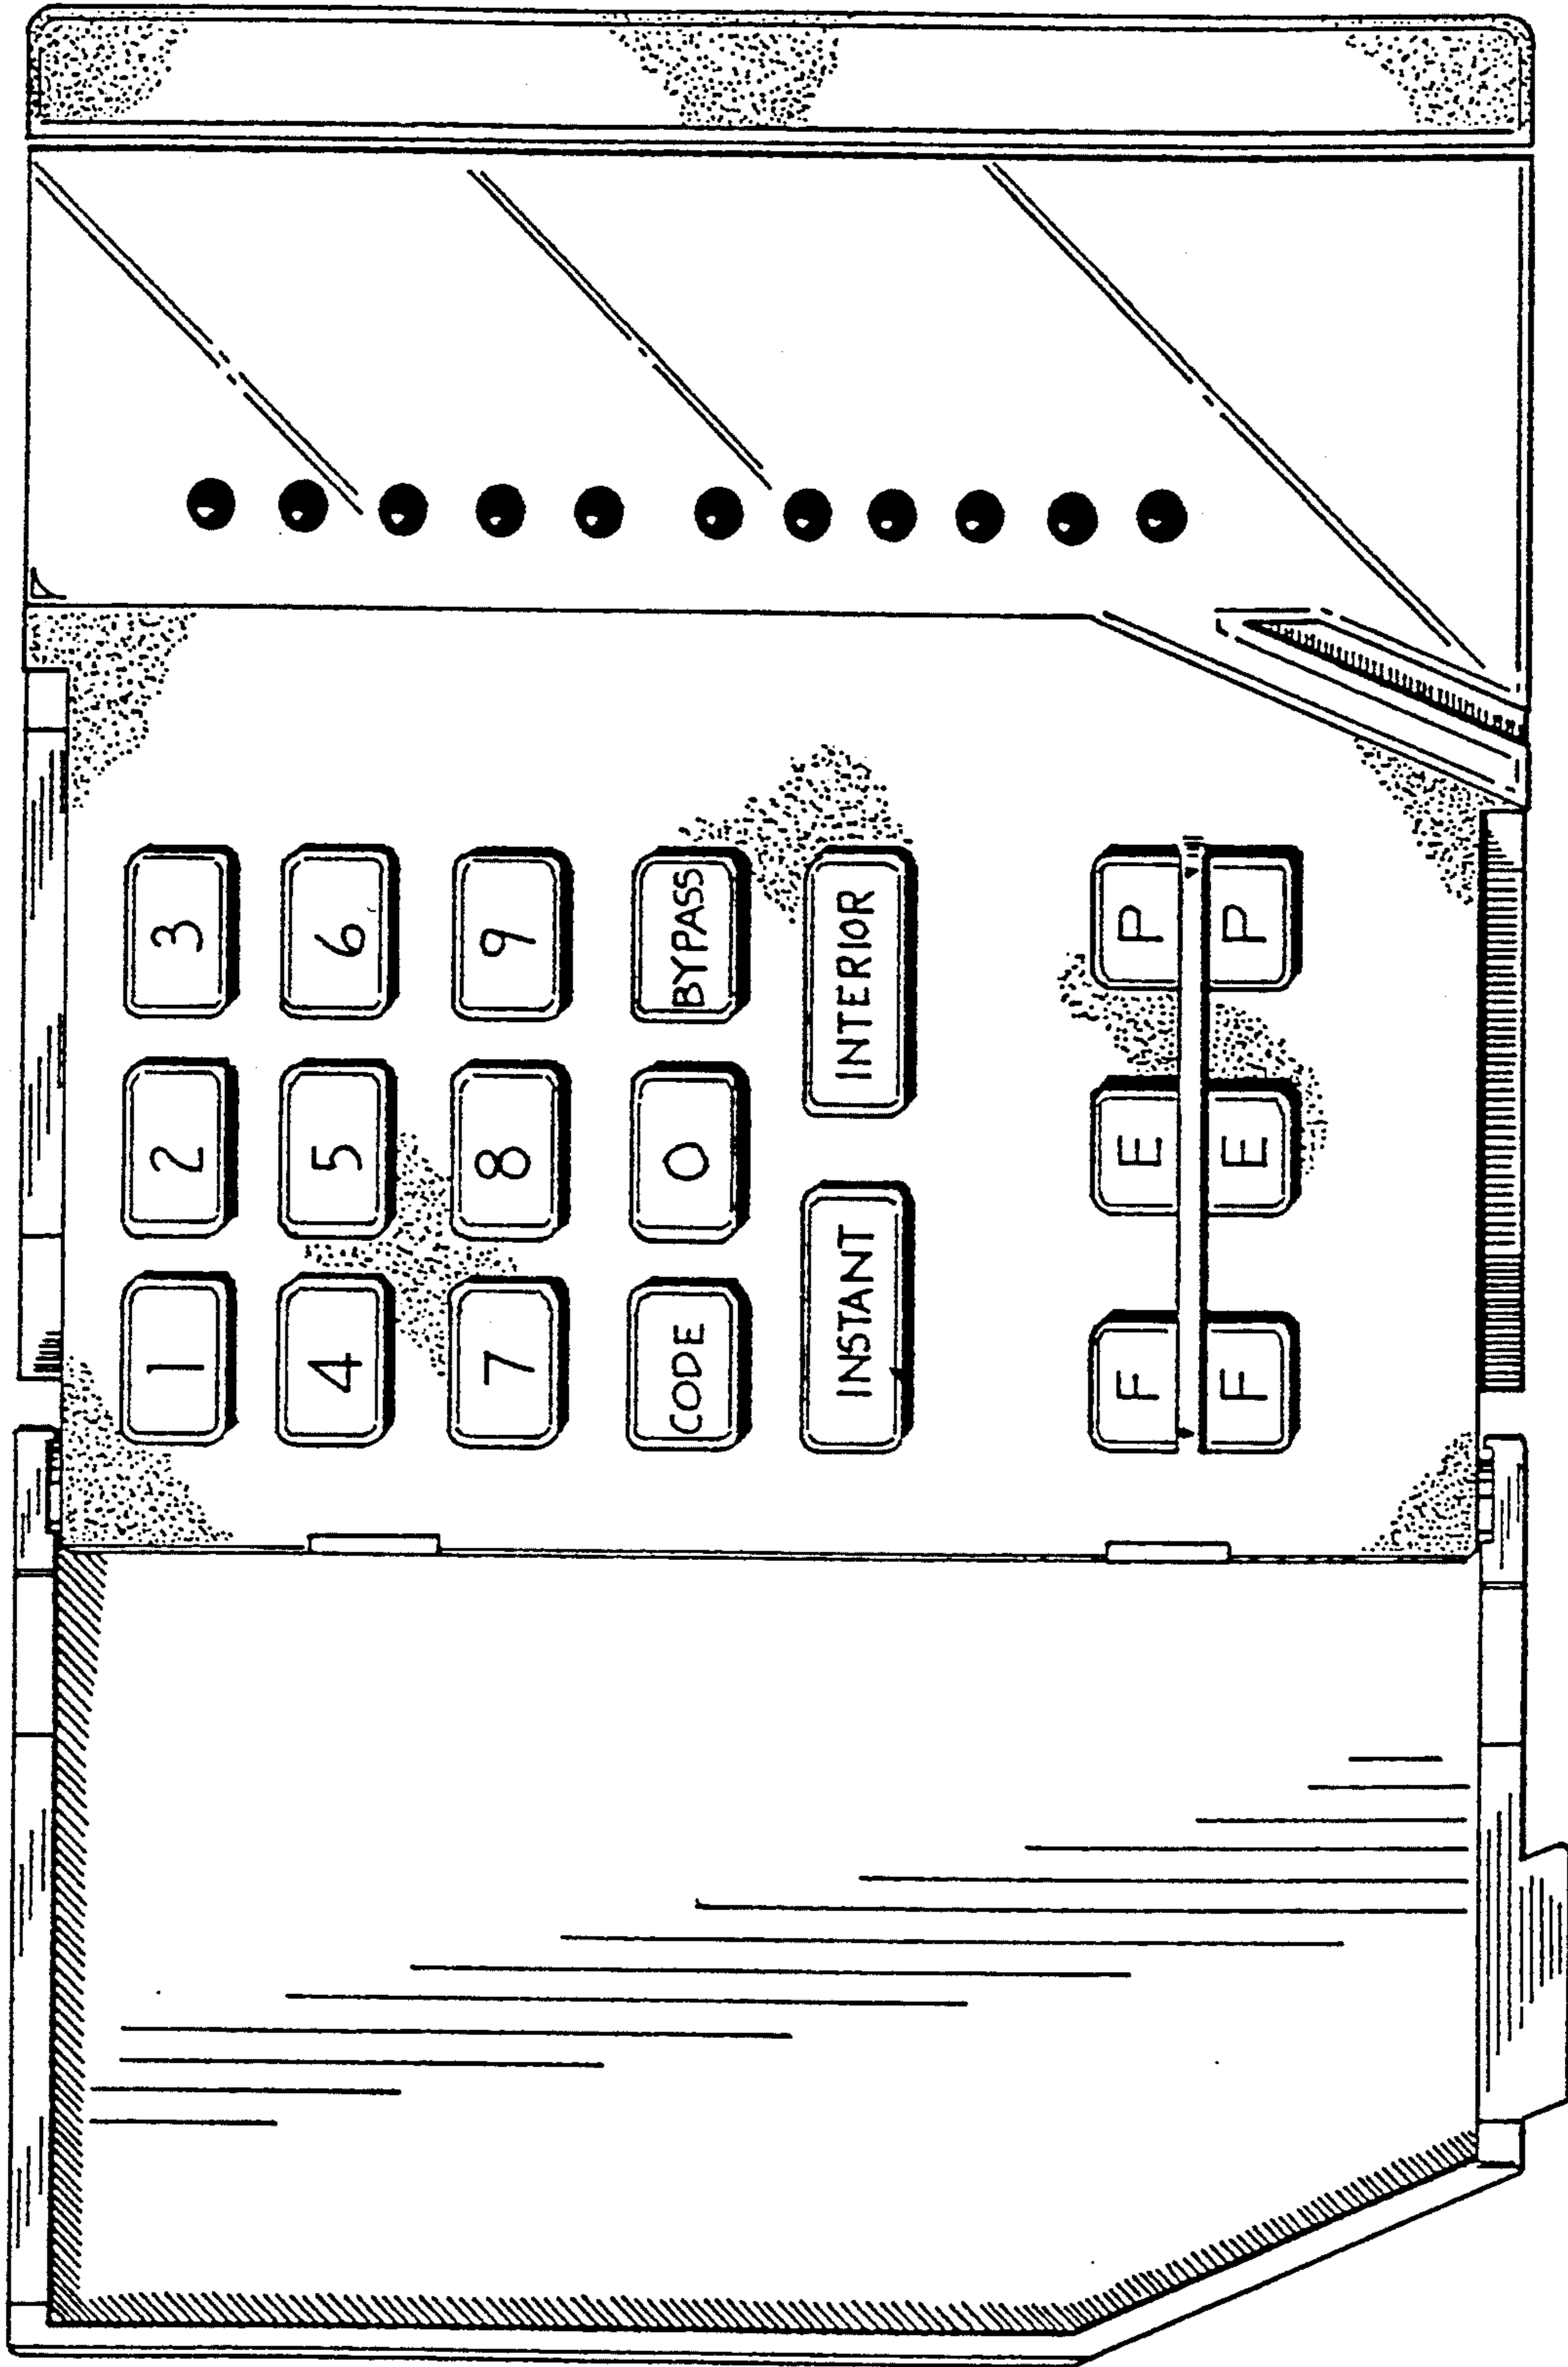 1 2 3
4 5 6
7 8 9
CODE 0 BYPASS
INSTANT INTERIOR
F E P
F E P